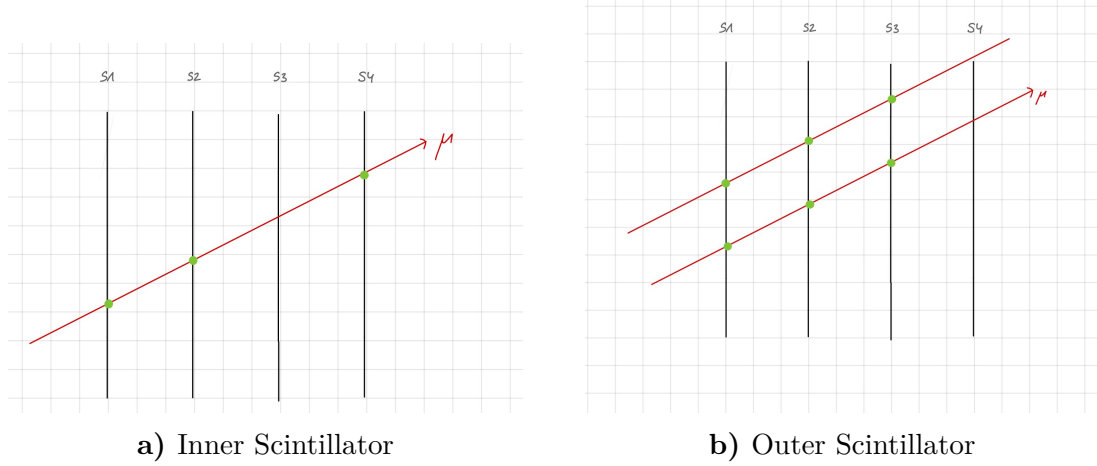 S1 S2 S3 S4
μ
a) Inner Scintillator
S1 S2 S3 S4
μ
b) Outer Scintillator